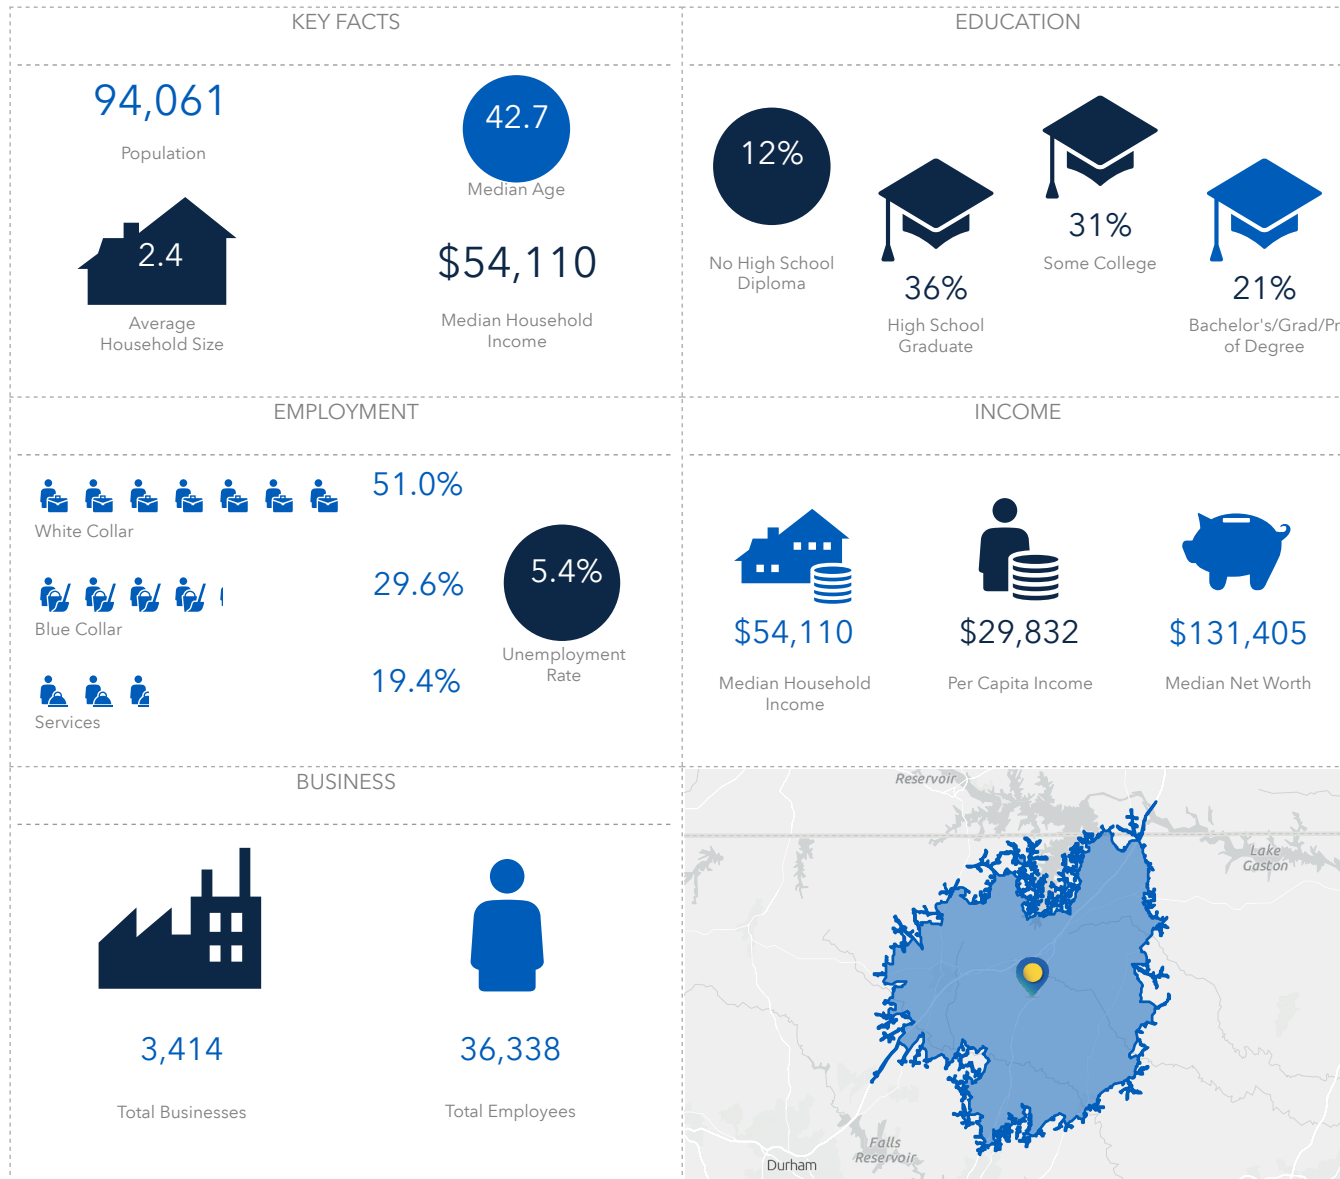 KEY FACTS
94,061
Population
42.7
Median Age
2.4
Average
Household Size
$54,110
Median Household
Income
EDUCATION
12%
No High School
Diploma
36%
High School
Graduate
31%
Some College
21%
Bachelor's/Grad/Pr
of Degree
EMPLOYMENT
51.0%
White Collar
29.6%
Blue Collar
19.4%
Services
5.4%
Unemployment
Rate
INCOME
$54,110
Median Household
Income
$29,832
Per Capita Income
$131,405
Median Net Worth
BUSINESS
3,414
Total Businesses
36,338
Total Employees
Reservoir
Lake
Gaston
Falls
Reservoir
Durham